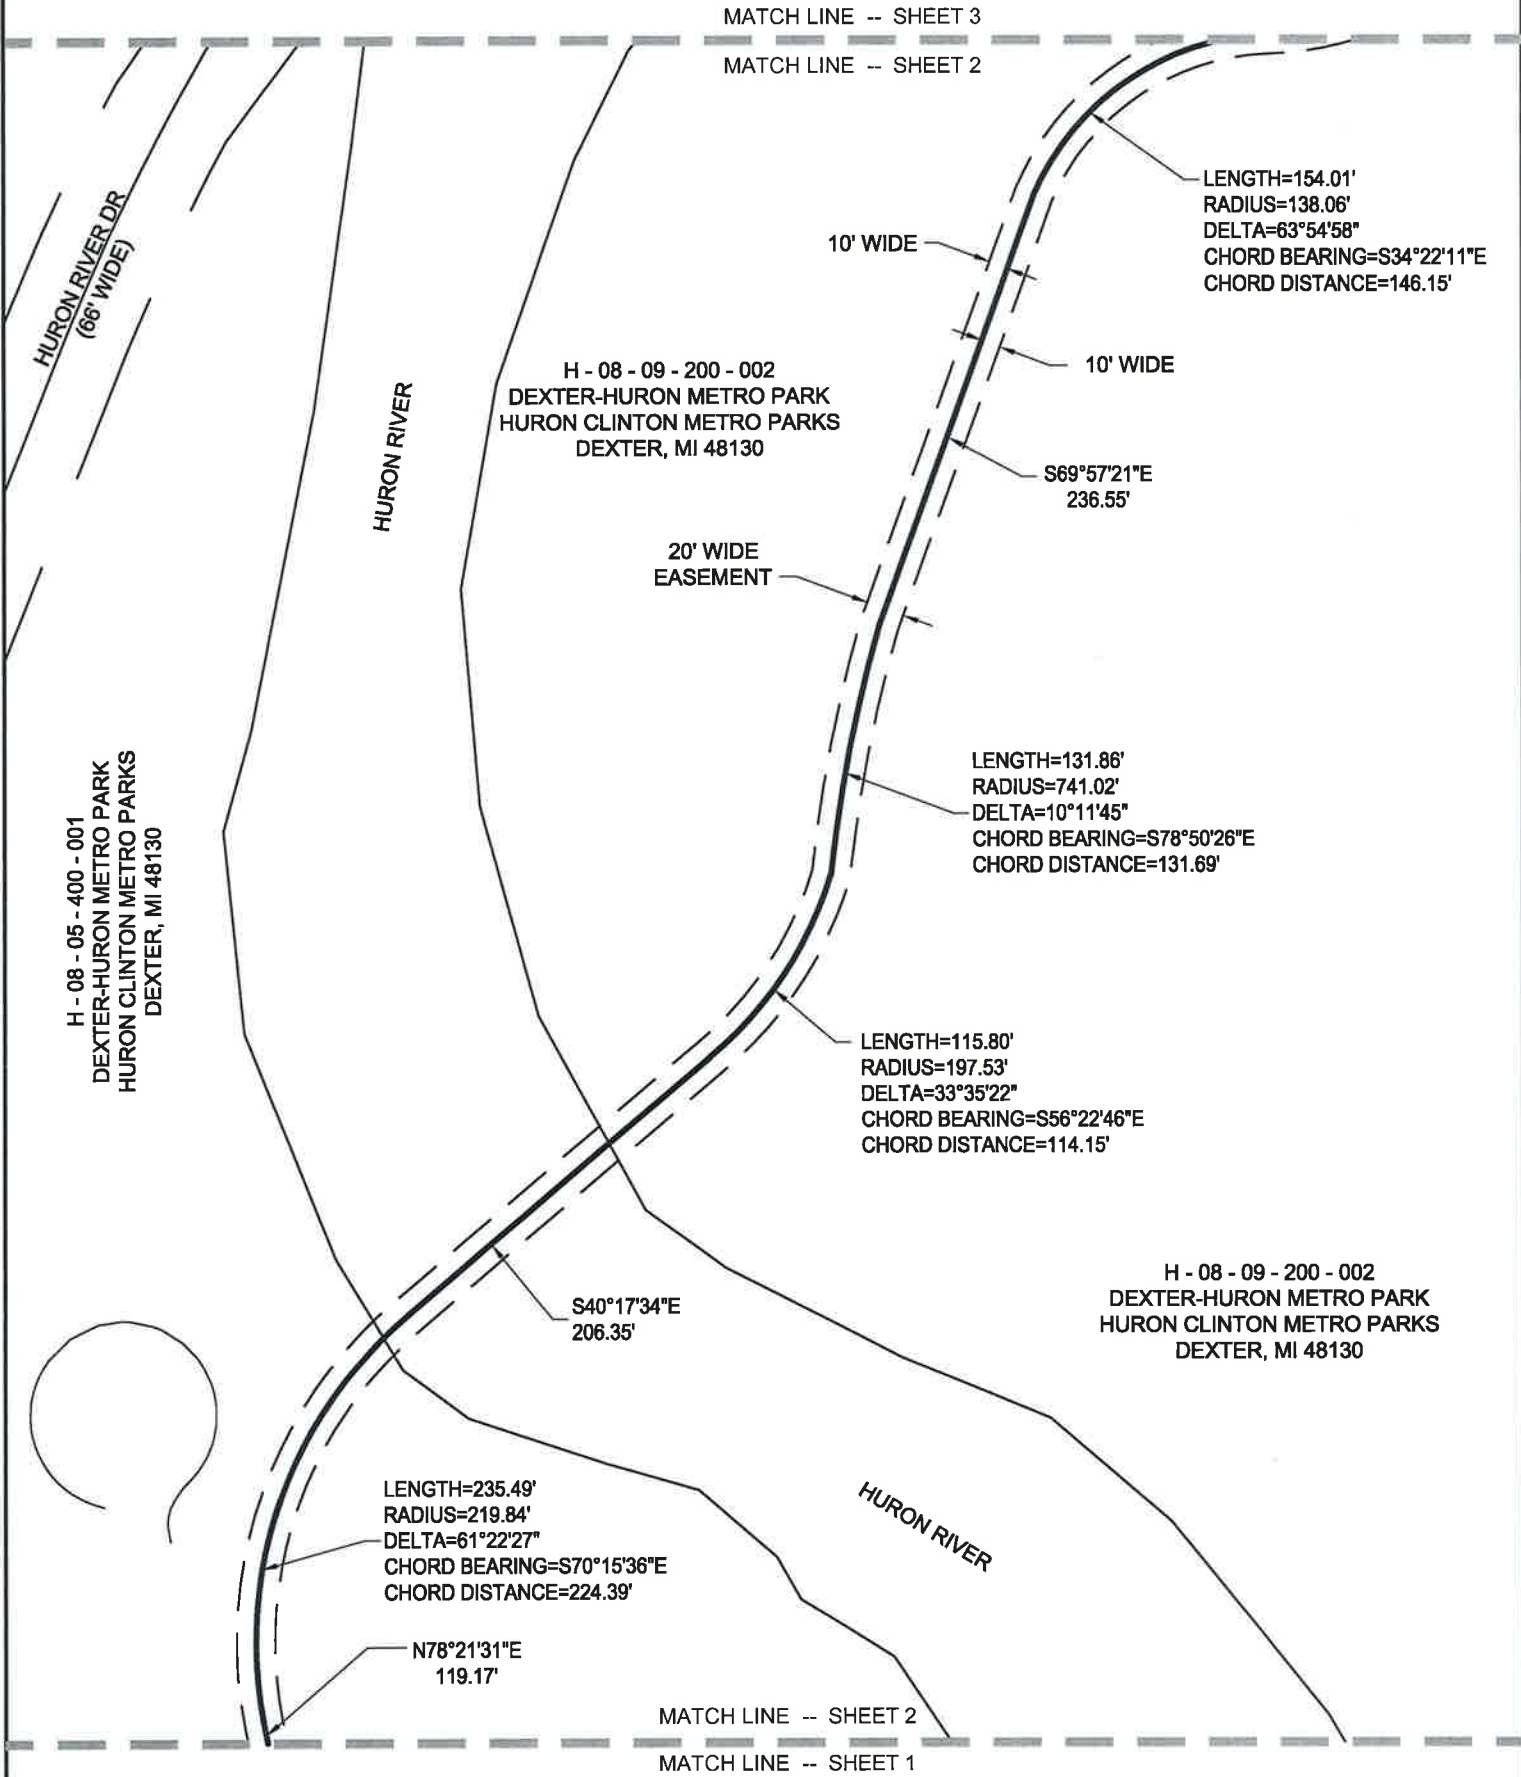 MATCH LINE -- SHEET 3
MATCH LINE -- SHEET 2
LENGTH=154.01'
RADIUS=138.06'
DELTA=63°54'58"
CHORD BEARING=S34°22'11"E
CHORD DISTANCE=146.15'
10' WIDE
HURON RIVER DR
(66' WIDE)
10' WIDE
H - 08 - 09 - 200 - 002
DEXTER-HURON METRO PARK
HURON CLINTON METRO PARKS
DEXTER, MI 48130
HURON RIVER
S69°57'21"E
236.55'
20' WIDE
EASEMENT
LENGTH=131.86'
RADIUS=741.02'
DELTA=10°11'45"
CHORD BEARING=S78°50'26"E
CHORD DISTANCE=131.69'
H - 08 - 05 - 400 - 001
DEXTER-HURON METRO PARK
HURON CLINTON METRO PARKS
DEXTER, MI 48130
LENGTH=115.80'
RADIUS=197.53'
DELTA=33°35'22"
CHORD BEARING=S56°22'46"E
CHORD DISTANCE=114.15'
S40°17'34"E
206.35'
H - 08 - 09 - 200 - 002
DEXTER-HURON METRO PARK
HURON CLINTON METRO PARKS
DEXTER, MI 48130
LENGTH=235.49'
RADIUS=219.84'
DELTA=61°22'27"
CHORD BEARING=S70°15'36"E
CHORD DISTANCE=224.39'
HURON RIVER
N78°21'31"E
119.17'
MATCH LINE -- SHEET 2
MATCH LINE -- SHEET 1